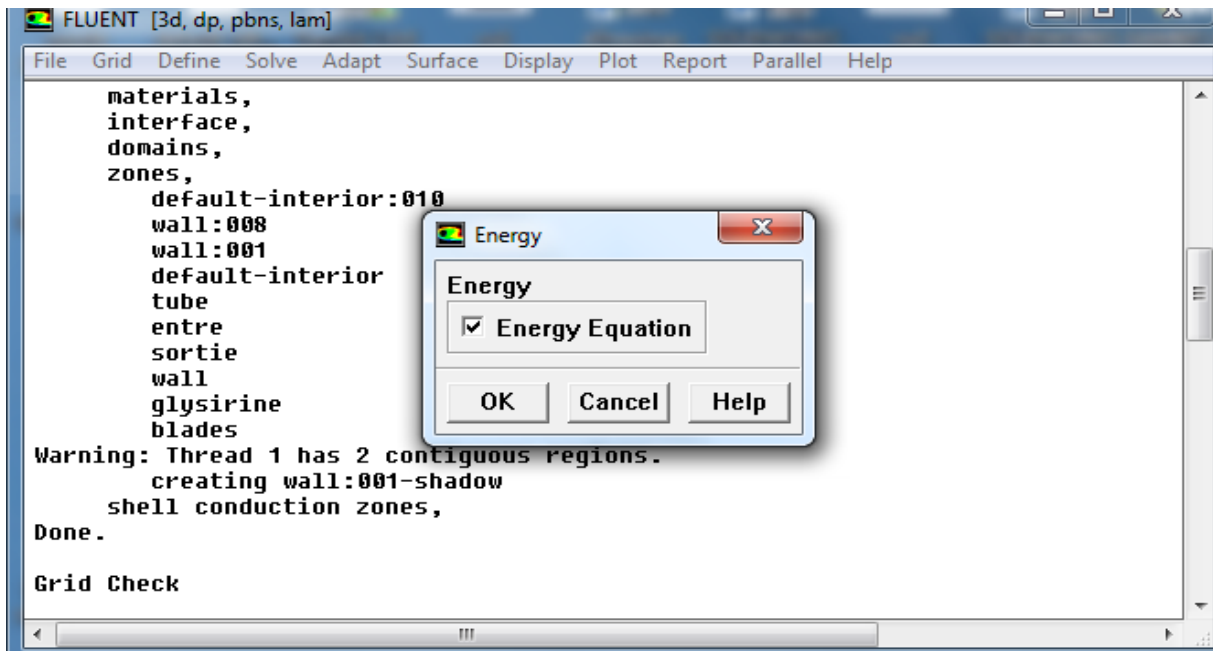 FLUENT [3d, dp, pbns, lam]
File Grid Define Solve Adapt Surface Display Plot Report Parallel Help
materials,
interface,
domains,
zones,
default-interior:010
wall:008
wall:001
default-interior
tube
entre
sortie
wall
glysirine
blades
Warning: Thread 1 has 2 contiguous regions.
creating wall:001-shadow
shell conduction zones,
Done.
Grid Check
Energy
Energy
Energy Equation
OK Cancel Help